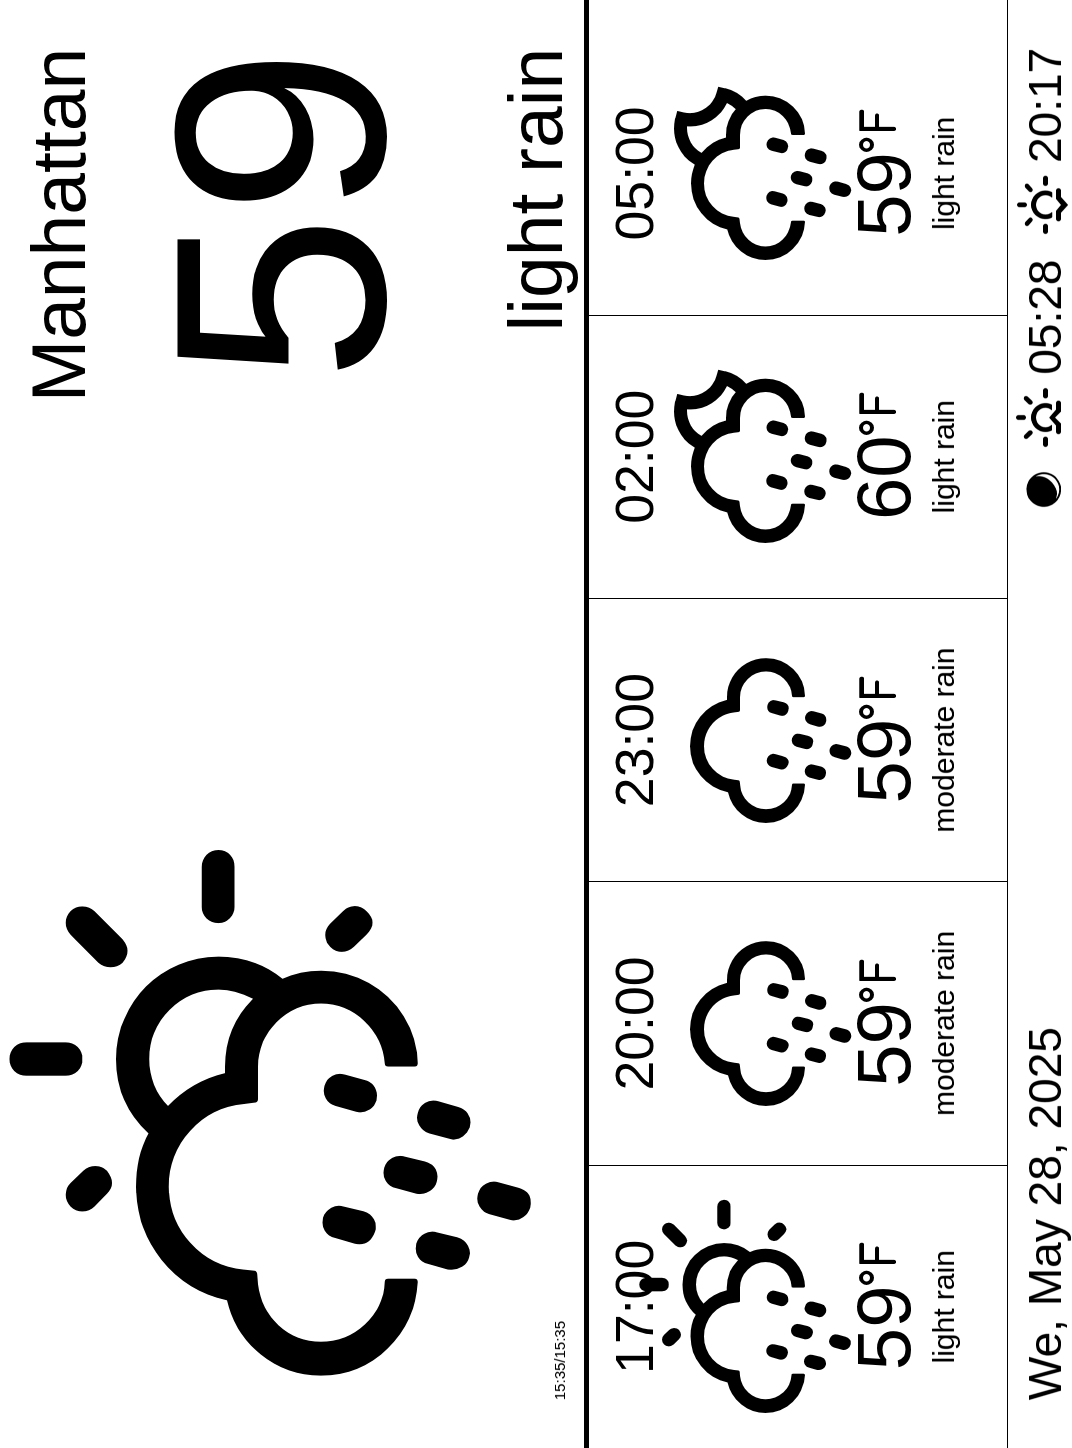 Manhattan
59
light rain
15:35/15:35
17:00
59°F
light rain
20:00
59°F
moderate rain
23:00
59°F
moderate rain
02:00
60°F
light rain
05:00
59°F
light rain
We, May 28, 2025
05:28
20:17